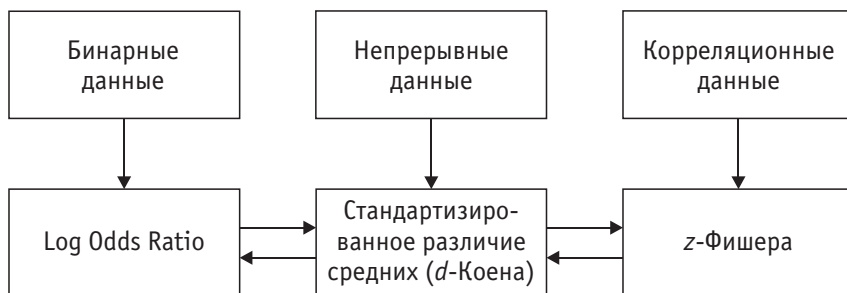 Бинарные
данные
Непрерывные
данные
Корреляционные
данные
Log Odds Ratio
Стандартизиро-
ванное различие
средних (d-Коена)
z-Фишера